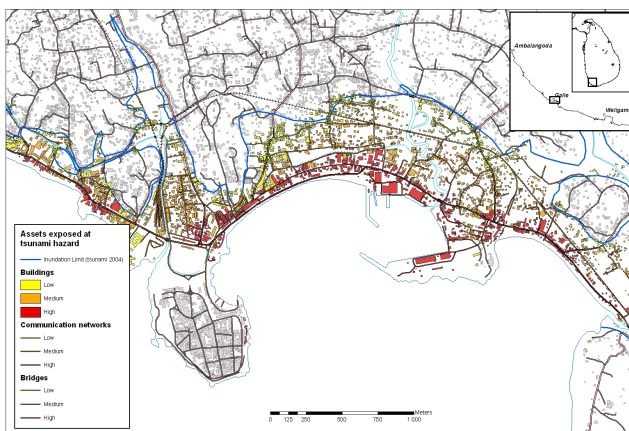 Ambalangoda
Galle
Weligam
Assets exposed at
tsunami hazard
Inundation Limit (tsunami 2004)
Buildings
Low
Medium
High
Communication networks
Low
Medium
High
Bridges
Low
Medium
High
Meters
0 125 250 500 750 1 000